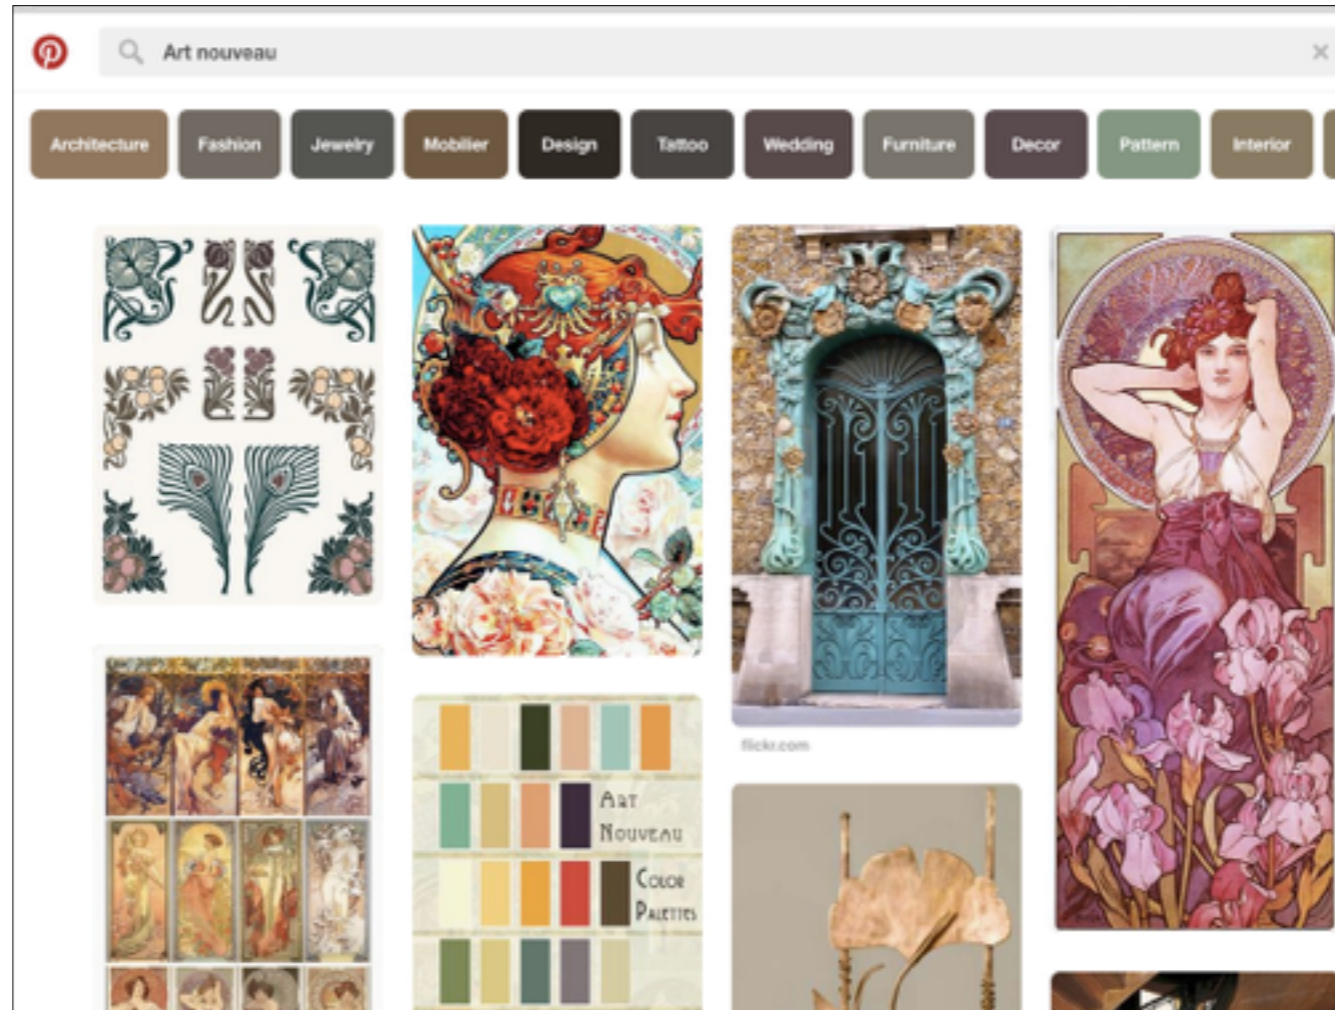 Art nouveau
Architecture Fashion Jewelry Mobilier Design Tattoo Wedding Furniture Decor Pattern Interior
flickr.com
ART
NOUVEAU
COLOR
PALETTES